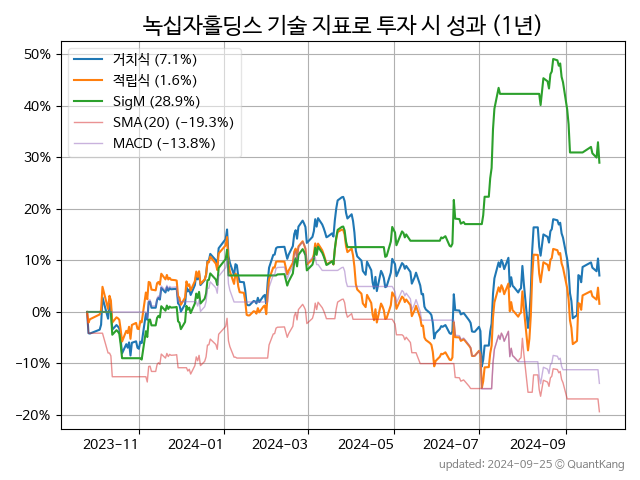 녹십자홀딩스 기술 지표로 투자 시 성과 (1년)
50%
40%
30%
20%
10%
0%
−10%
−20%
거치식 (7.1%)
적립식 (1.6%)
SigM (28.9%)
SMA(20) (−19.3%)
MACD (−13.8%)
2023-11
2024-01
2024-03
2024-05
2024-07
2024-09
updated: 2024-09-25 © QuantKang